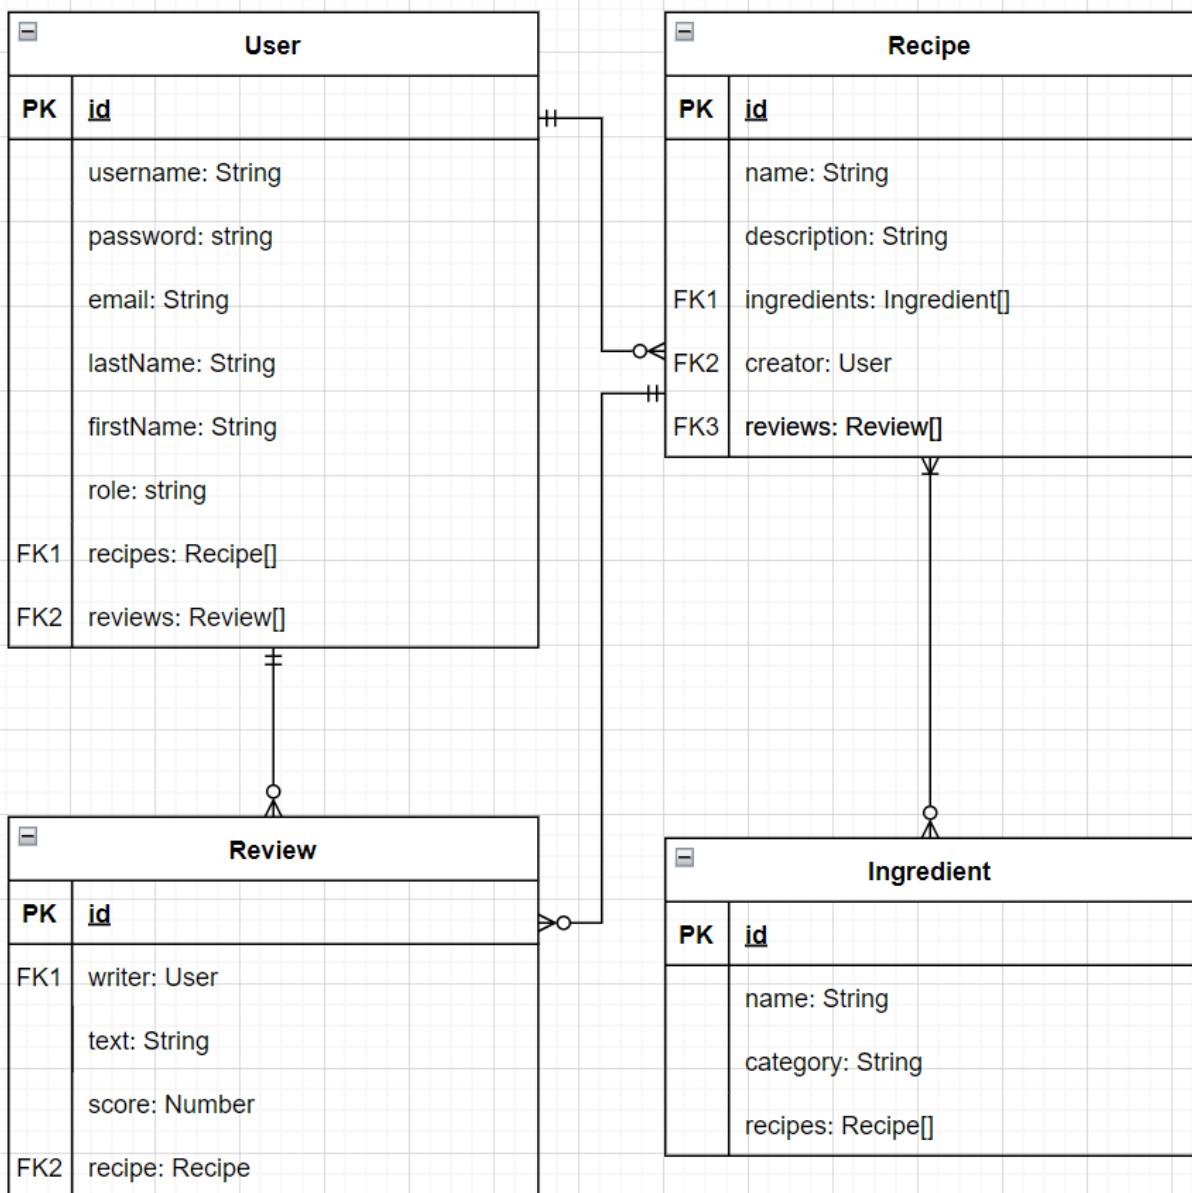 User
PK id
username: String
password: string
email: String
lastName: String
firstName: String
role: string
FK1 recipes: Recipe[]
FK2 reviews: Review[]
Recipe
PK id
name: String
description: String
FK1 ingredients: Ingredient[]
FK2 creator: User
FK3 reviews: Review[]
Review
PK id
FK1 writer: User
text: String
score: Number
FK2 recipe: Recipe
Ingredient
PK id
name: String
category: String
recipes: Recipe[]